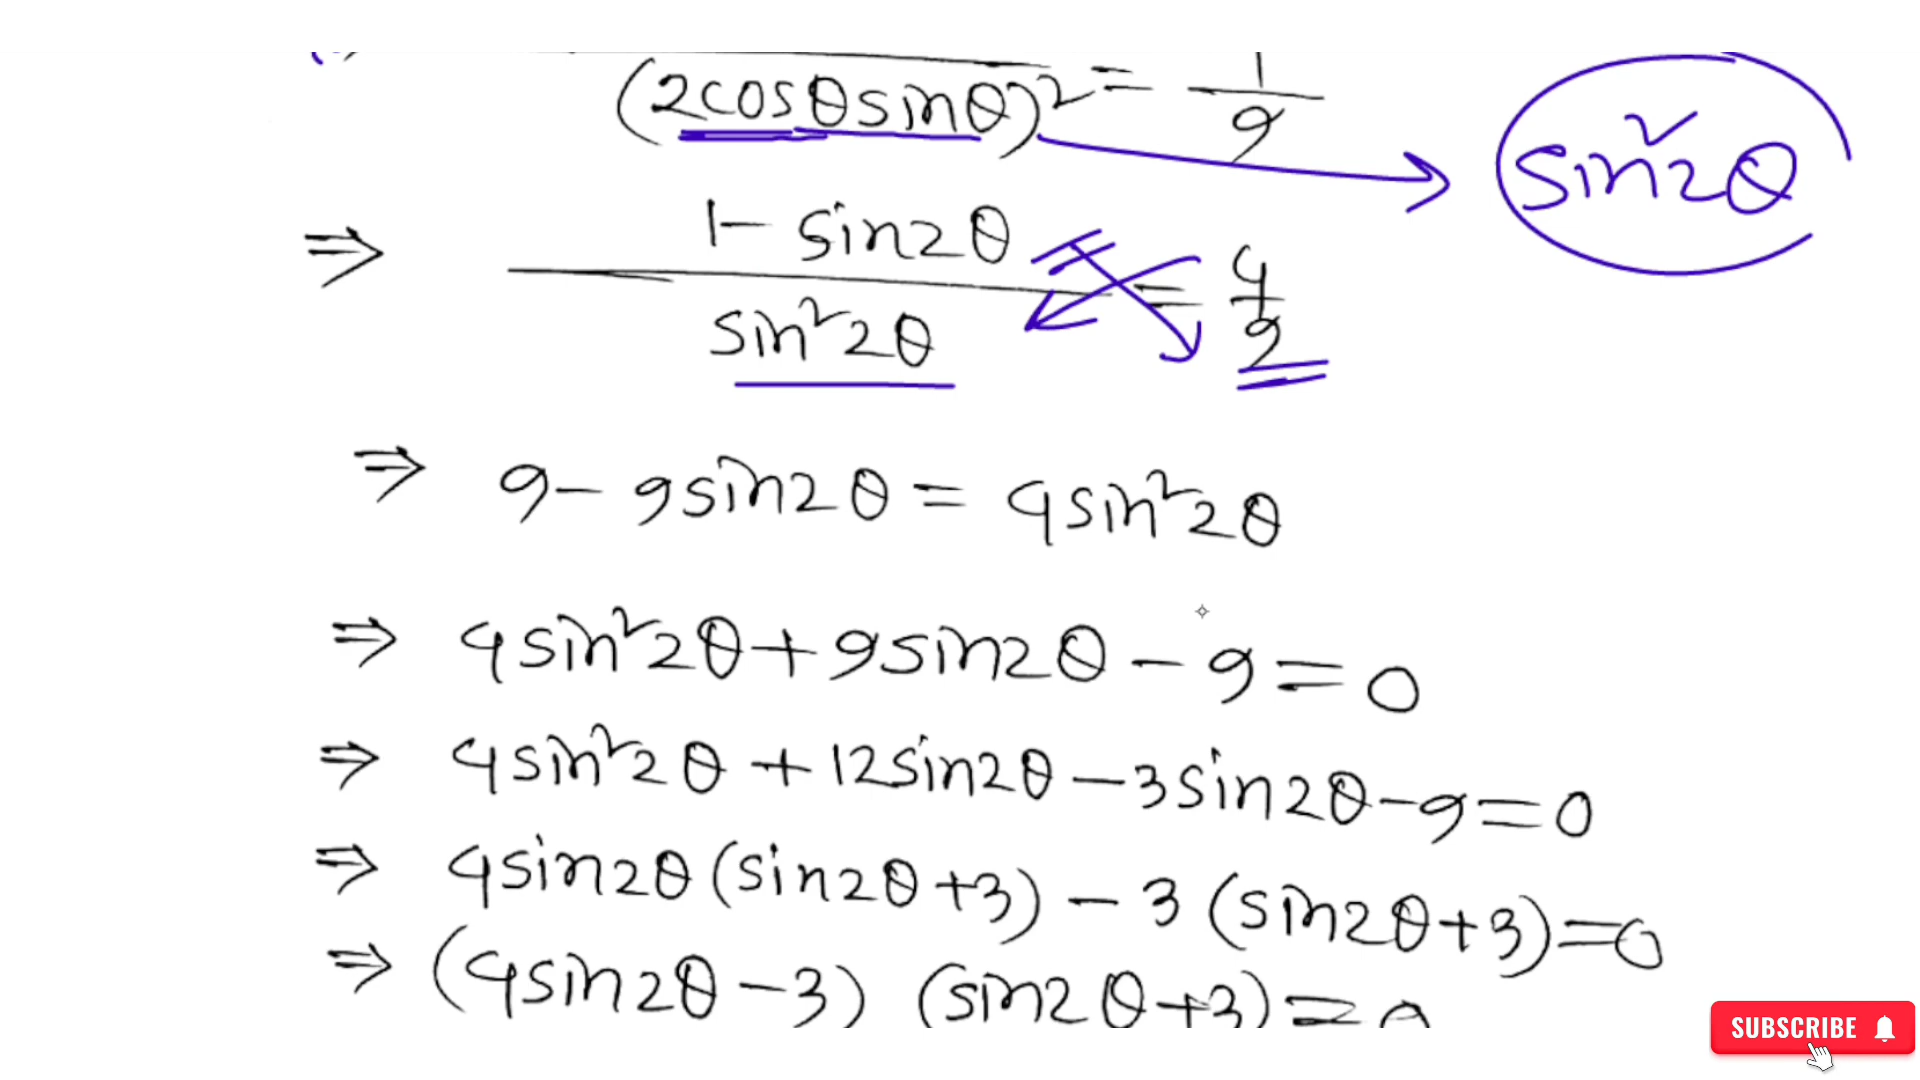 (2cosθsinθ)² = 1/9
sin²2θ
⇒ (1 - sin2θ)/(sin²2θ) = 4/9
⇒ 9 - 9sin2θ = 4sin²2θ
⇒ 4sin²2θ + 9sin2θ - 9 = 0
⇒ 4sin²2θ + 12sin2θ - 3sin2θ - 9 = 0
⇒ 4sin2θ (sin2θ + 3) - 3 (sin2θ + 3) = 0
⇒ (4sin2θ - 3) (sin2θ + 3) = 0
SUBSCRIBE